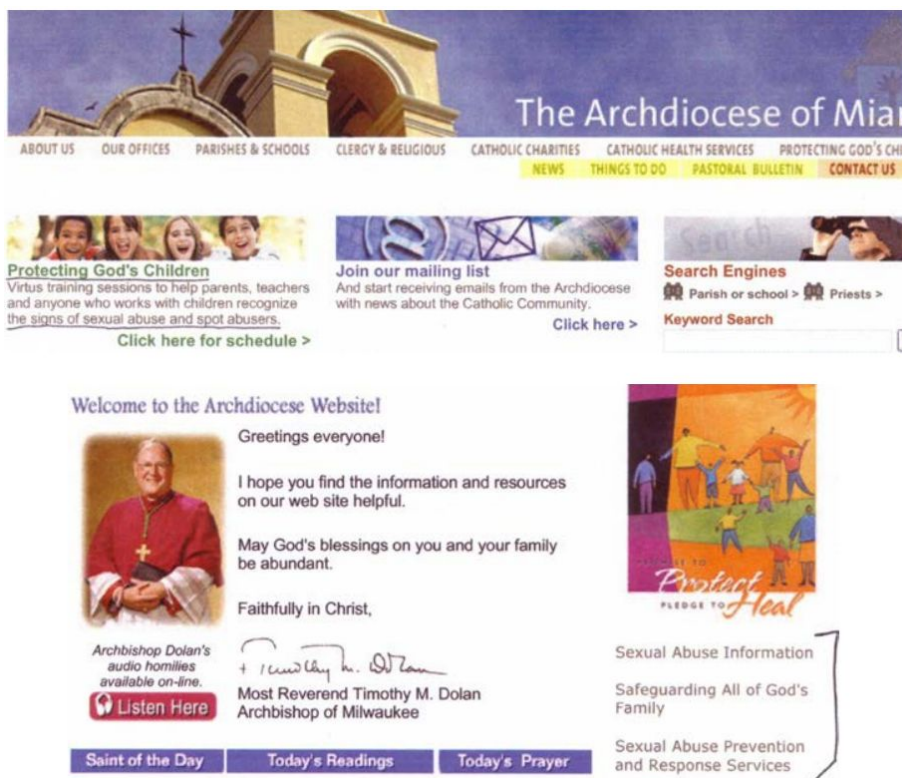 The Archdiocese of Miar
ABOUT US OUR OFFICES PARISHES & SCHOOLS CLERGY & RELIGIOUS CATHOLIC CHARITIES CATHOLIC HEALTH SERVICES PROTECTING GOD'S CHI
NEWS THINGS TO DO PASTORAL BULLETIN CONTACT US
@
Search
Protecting God's Children
Virtus training sessions to help parents, teachers
and anyone who works with children recognize
the signs of sexual abuse and spot abusers.
Click here for schedule >
Join our mailing list
And start receiving emails from the Archdiocese
with news about the Catholic Community.
Click here >
Search Engines
Parish or school > Priests >
Keyword Search
Welcome to the Archdiocese Website!
Greetings everyone!
I hope you find the information and resources
on our web site helpful.
May God's blessings on you and your family
be abundant.
Faithfully in Christ,
+ Timothy M. Dolan
Most Reverend Timothy M. Dolan
Archbishop of Milwaukee
Archbishop Dolan's
audio homilies
available on-line.
Listen Here
Saint of the Day Today's Readings Today's Prayer
PROMISE TO
Protect
PLEDGE TO Heal
Sexual Abuse Information
Safeguarding All of God's
Family
Sexual Abuse Prevention
and Response Services